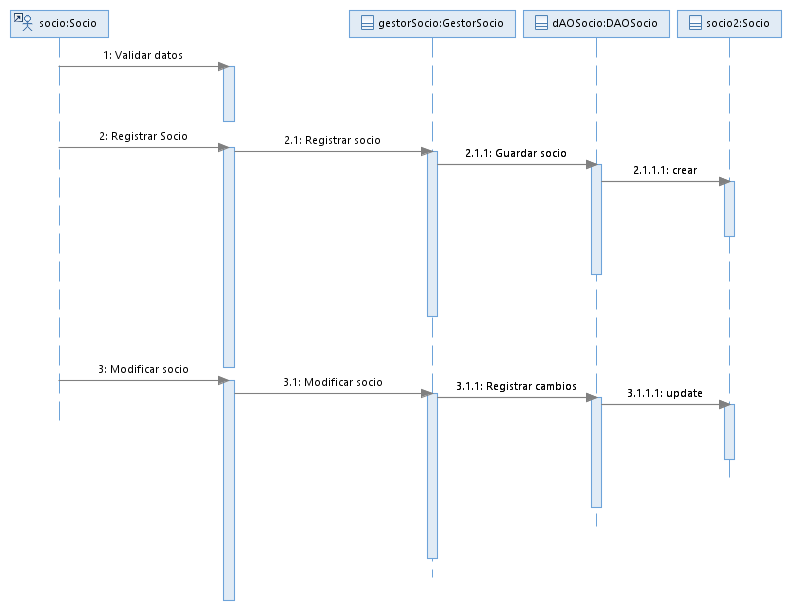 socio:Socio
gestorSocio:GestorSocio
dAOSocio:DAOSocio
socio2:Socio
1: Validar datos
2: Registrar Socio
2.1: Registrar socio
2.1.1: Guardar socio
2.1.1.1: crear
3: Modificar socio
3.1: Modificar socio
3.1.1: Registrar cambios
3.1.1.1: update